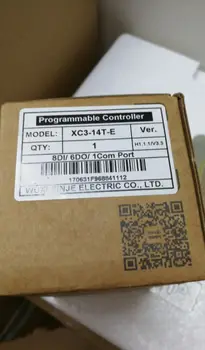 Programmable Controller
MODEL: XC3-14T-E Ver.
QTY: 1 H1.1.1/V3.3
8DI/ 6DO/ 1Com Port
ELECTRIC CO., LTD.
170631F968841112